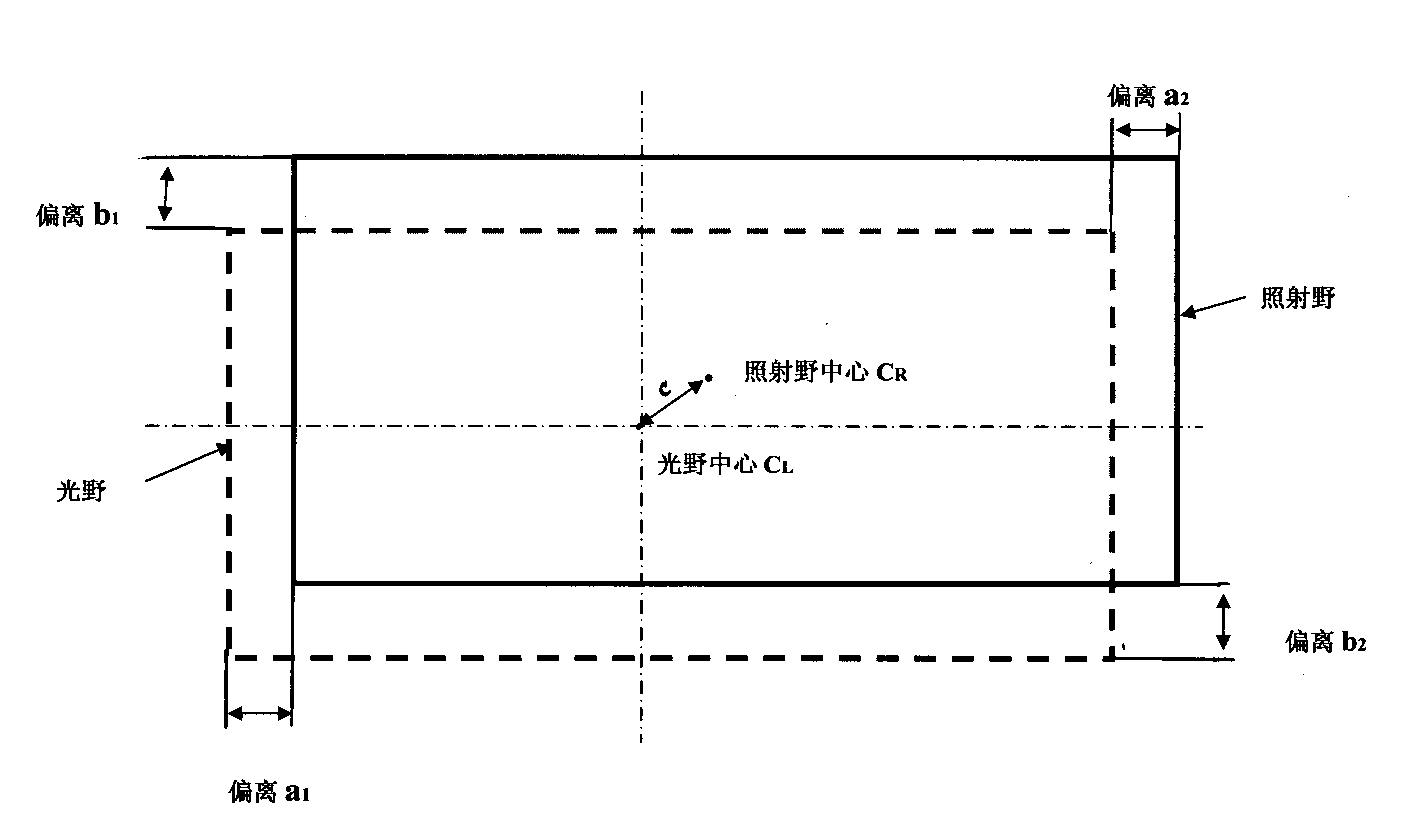 偏离 a2
偏离 b1
照射野
c
照射野中心 CR
光野中心 CL
光野
偏离 b2
偏离 a1